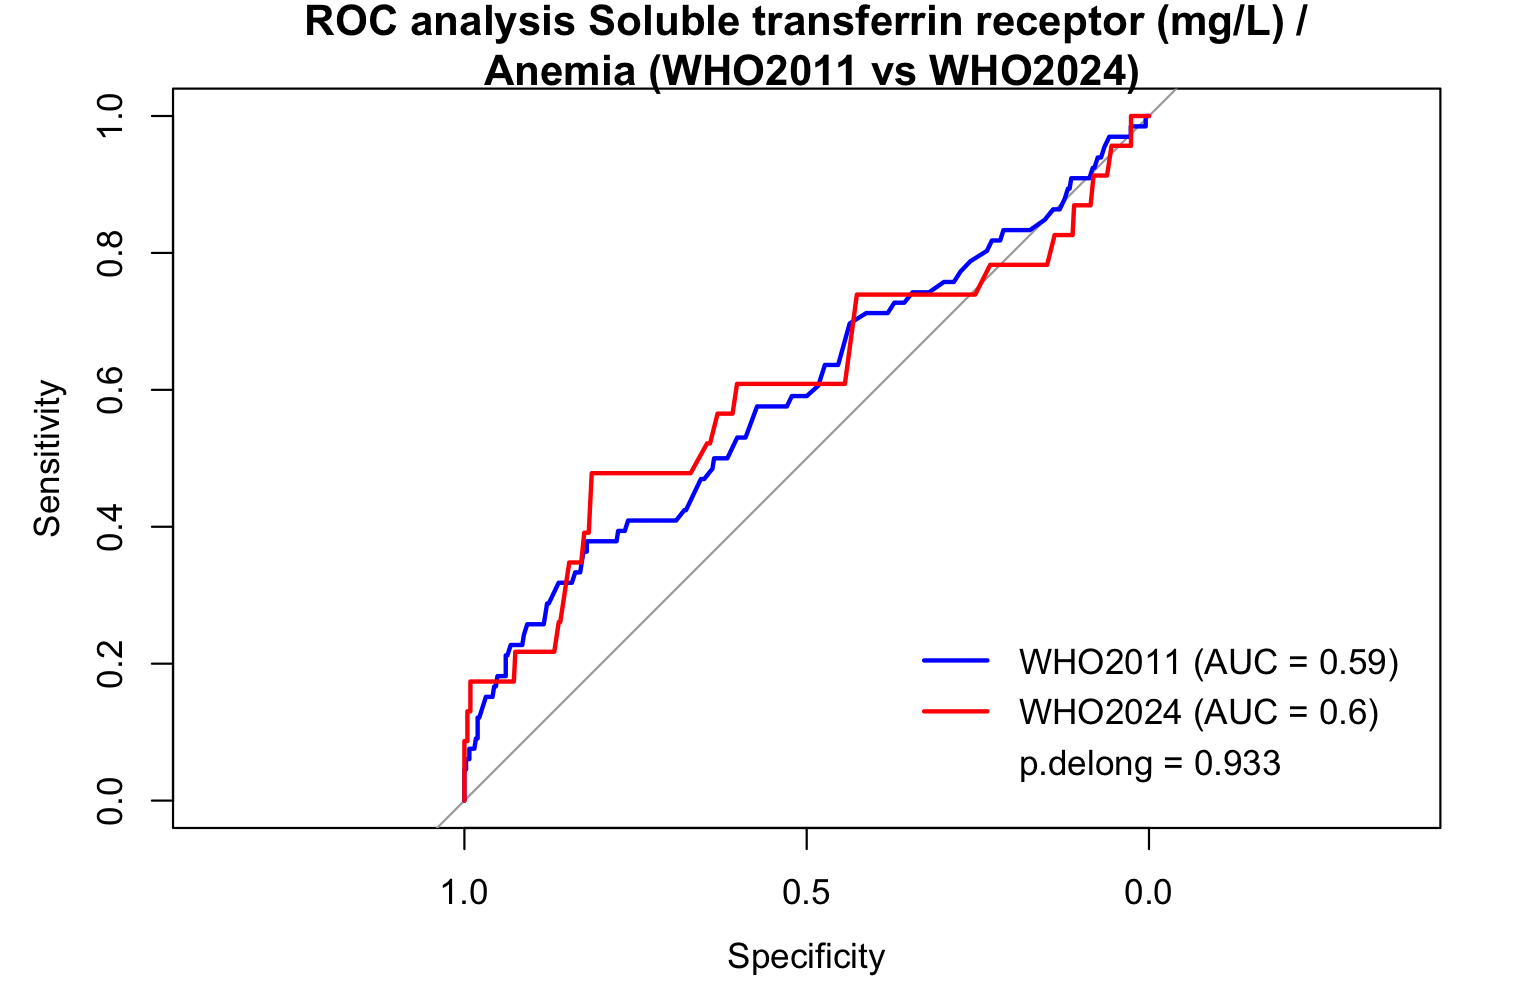 ROC analysis Soluble transferrin receptor (mg/L) /
Anemia (WHO2011 vs WHO2024)
Sensitivity
1.0
0.8
0.6
0.4
0.2
0.0
WHO2011 (AUC = 0.59)
WHO2024 (AUC = 0.6)
p.delong = 0.933
1.0 0.5 0.0
Specificity